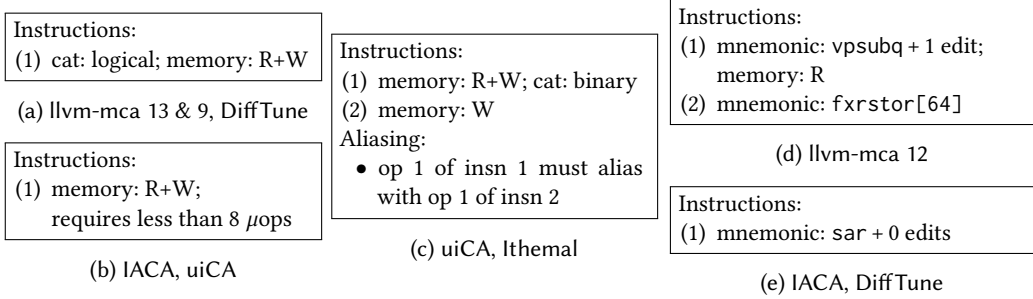 Instructions:
(1) cat: logical; memory: R+W
(a) llvm-mca 13 & 9, DiffTune
Instructions:
(1) memory: R+W;
requires less than 8 μops
(b) IACA, uiCA
Instructions:
(1) memory: R+W; cat: binary
(2) memory: W
Aliasing:
• op 1 of insn 1 must alias
with op 1 of insn 2
(c) uiCA, Ithemal
Instructions:
(1) mnemonic: vpsubq + 1 edit;
memory: R
(2) mnemonic: fxrstor[64]
(d) llvm-mca 12
Instructions:
(1) mnemonic: sar + 0 edits
(e) IACA, DiffTune